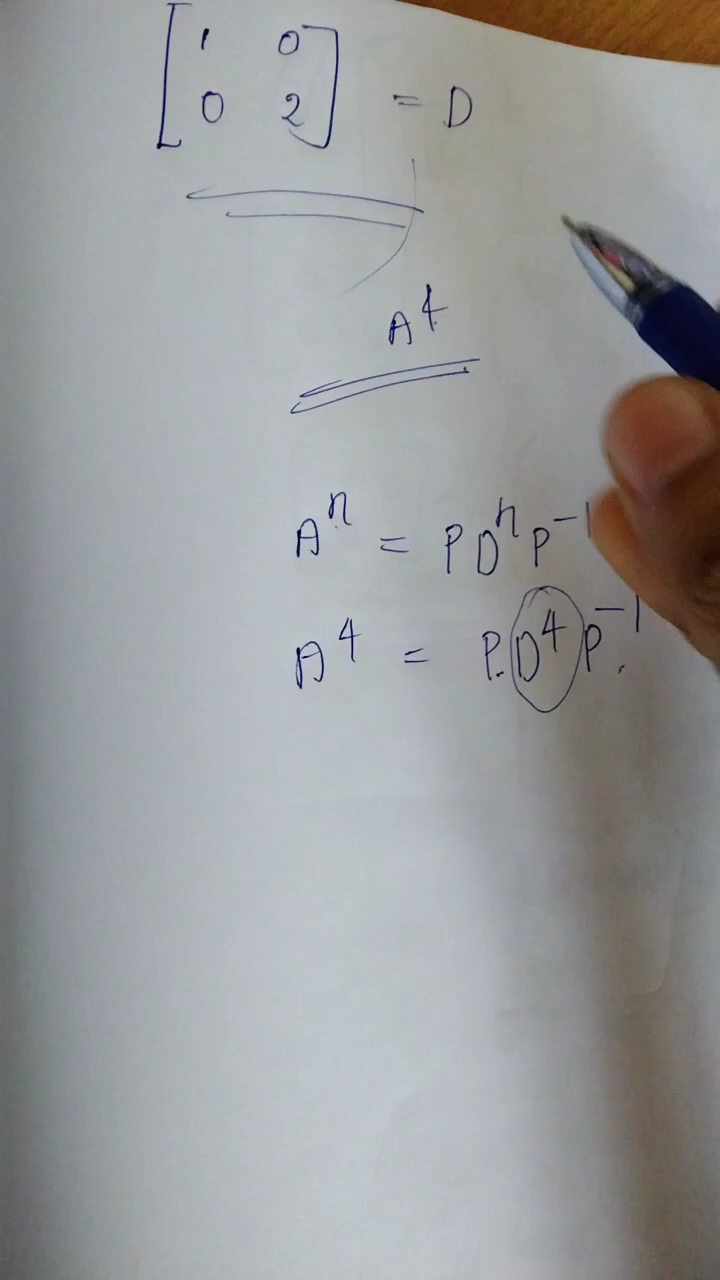 [1 0
0 2] = D
A⁴
Aⁿ = PDⁿP⁻¹
A⁴ = P.D⁴P⁻¹.